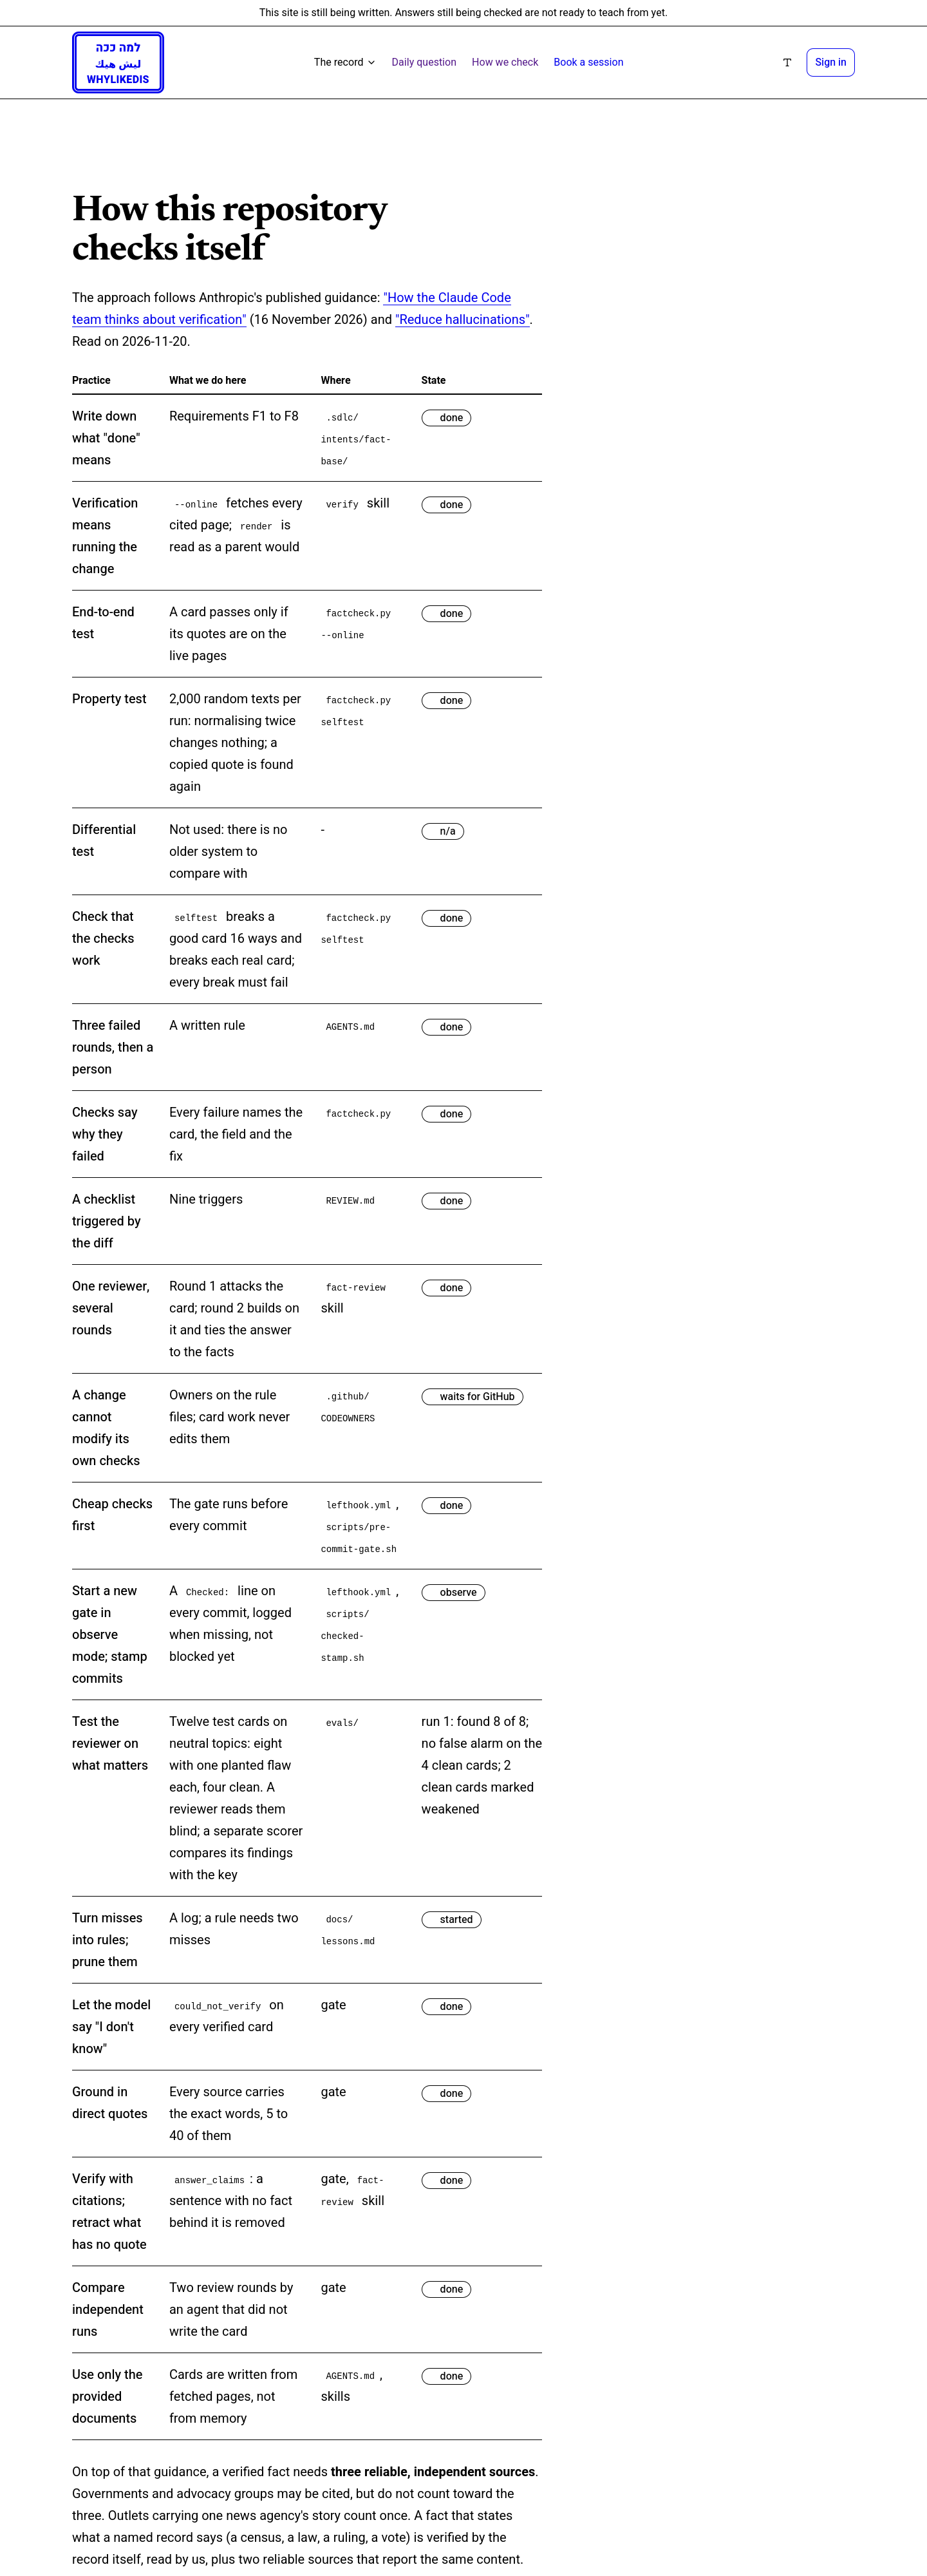 This site is still being written. Answers still being checked are not ready to teach from yet.
למה ככה
ليش هيك
WHYLIKEDIS
The record
Daily question
How we check
Book a session
T
Sign in
How this repository
checks itself
The approach follows Anthropic's published guidance: "How the Claude Code
team thinks about verification" (16 November 2026) and "Reduce hallucinations".
Read on 2026-11-20.
Practice
What we do here
Where
State
Write down
what "done"
means
Requirements F1 to F8
.sdlc/
intents/fact-
base/
done
Verification
means
running the
change
--online fetches every
cited page; render is
read as a parent would
verify skill
done
End-to-end
test
A card passes only if
its quotes are on the
live pages
factcheck.py
--online
done
Property test
2,000 random texts per
run: normalising twice
changes nothing; a
copied quote is found
again
factcheck.py
selftest
done
Differential
test
Not used: there is no
older system to
compare with
-
n/a
Check that
the checks
work
selftest breaks a
good card 16 ways and
breaks each real card;
every break must fail
factcheck.py
selftest
done
Three failed
rounds, then a
person
A written rule
AGENTS.md
done
Checks say
why they
failed
Every failure names the
card, the field and the
fix
factcheck.py
done
A checklist
triggered by
the diff
Nine triggers
REVIEW.md
done
One reviewer,
several
rounds
Round 1 attacks the
card; round 2 builds on
it and ties the answer
to the facts
fact-review
skill
done
A change
cannot
modify its
own checks
Owners on the rule
files; card work never
edits them
.github/
CODEOWNERS
waits for GitHub
Cheap checks
first
The gate runs before
every commit
lefthook.yml ,
scripts/pre-
commit-gate.sh
done
Start a new
gate in
observe
mode; stamp
commits
A Checked: line on
every commit, logged
when missing, not
blocked yet
lefthook.yml ,
scripts/
checked-
stamp.sh
observe
Test the
reviewer on
what matters
Twelve test cards on
neutral topics: eight
with one planted flaw
each, four clean. A
reviewer reads them
blind; a separate scorer
compares its findings
with the key
evals/
run 1: found 8 of 8;
no false alarm on the
4 clean cards; 2
clean cards marked
weakened
Turn misses
into rules;
prune them
A log; a rule needs two
misses
docs/
lessons.md
started
Let the model
say "I don't
know"
could_not_verify on
every verified card
gate
done
Ground in
direct quotes
Every source carries
the exact words, 5 to
40 of them
gate
done
Verify with
citations;
retract what
has no quote
answer_claims : a
sentence with no fact
behind it is removed
gate, fact-
review skill
done
Compare
independent
runs
Two review rounds by
an agent that did not
write the card
gate
done
Use only the
provided
documents
Cards are written from
fetched pages, not
from memory
AGENTS.md ,
skills
done
On top of that guidance, a verified fact needs three reliable, independent sources.
Governments and advocacy groups may be cited, but do not count toward the
three. Outlets carrying one news agency's story count once. A fact that states
what a named record says (a census, a law, a ruling, a vote) is verified by the
record itself, read by us, plus two reliable sources that report the same content.